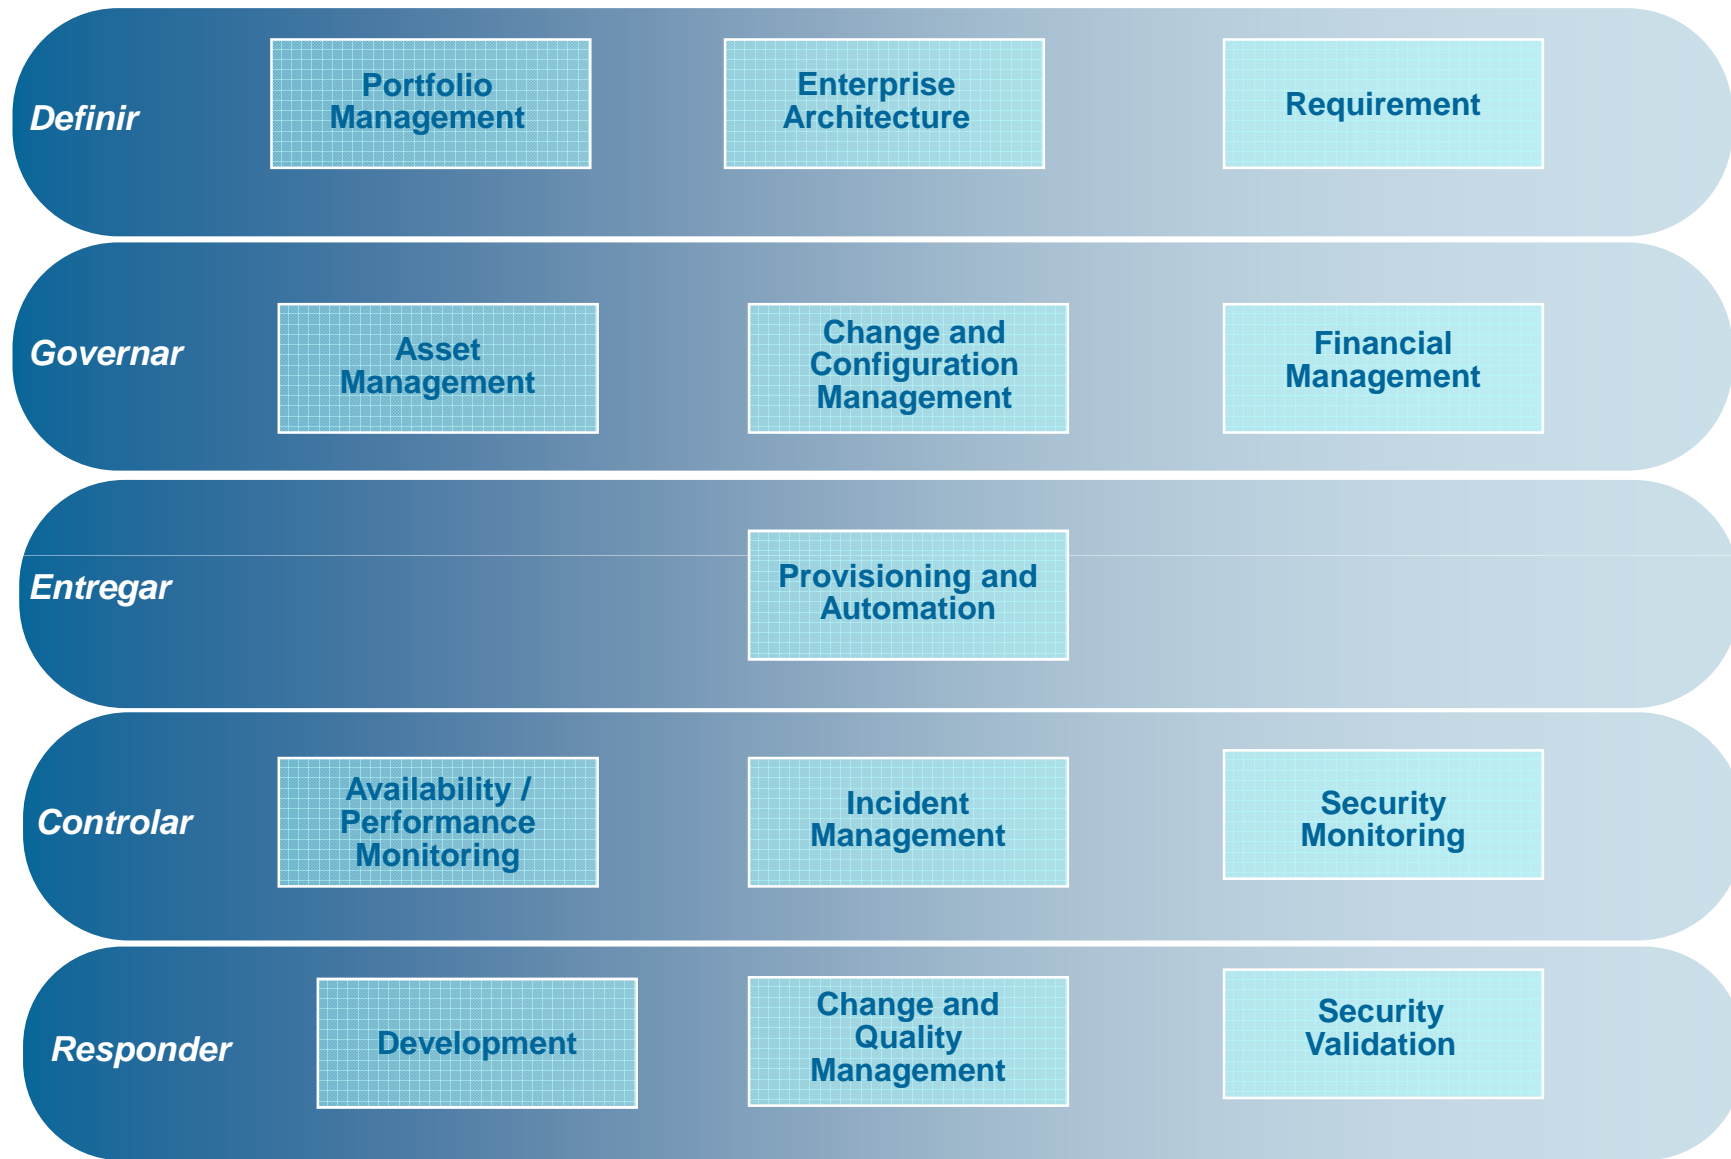 Definir
Portfolio
Management
Enterprise
Architecture
Requirement
Governar
Asset
Management
Change and
Configuration
Management
Financial
Management
Entregar
Provisioning and
Automation
Controlar
Availability /
Performance
Monitoring
Incident
Management
Security
Monitoring
Responder
Development
Change and
Quality
Management
Security
Validation